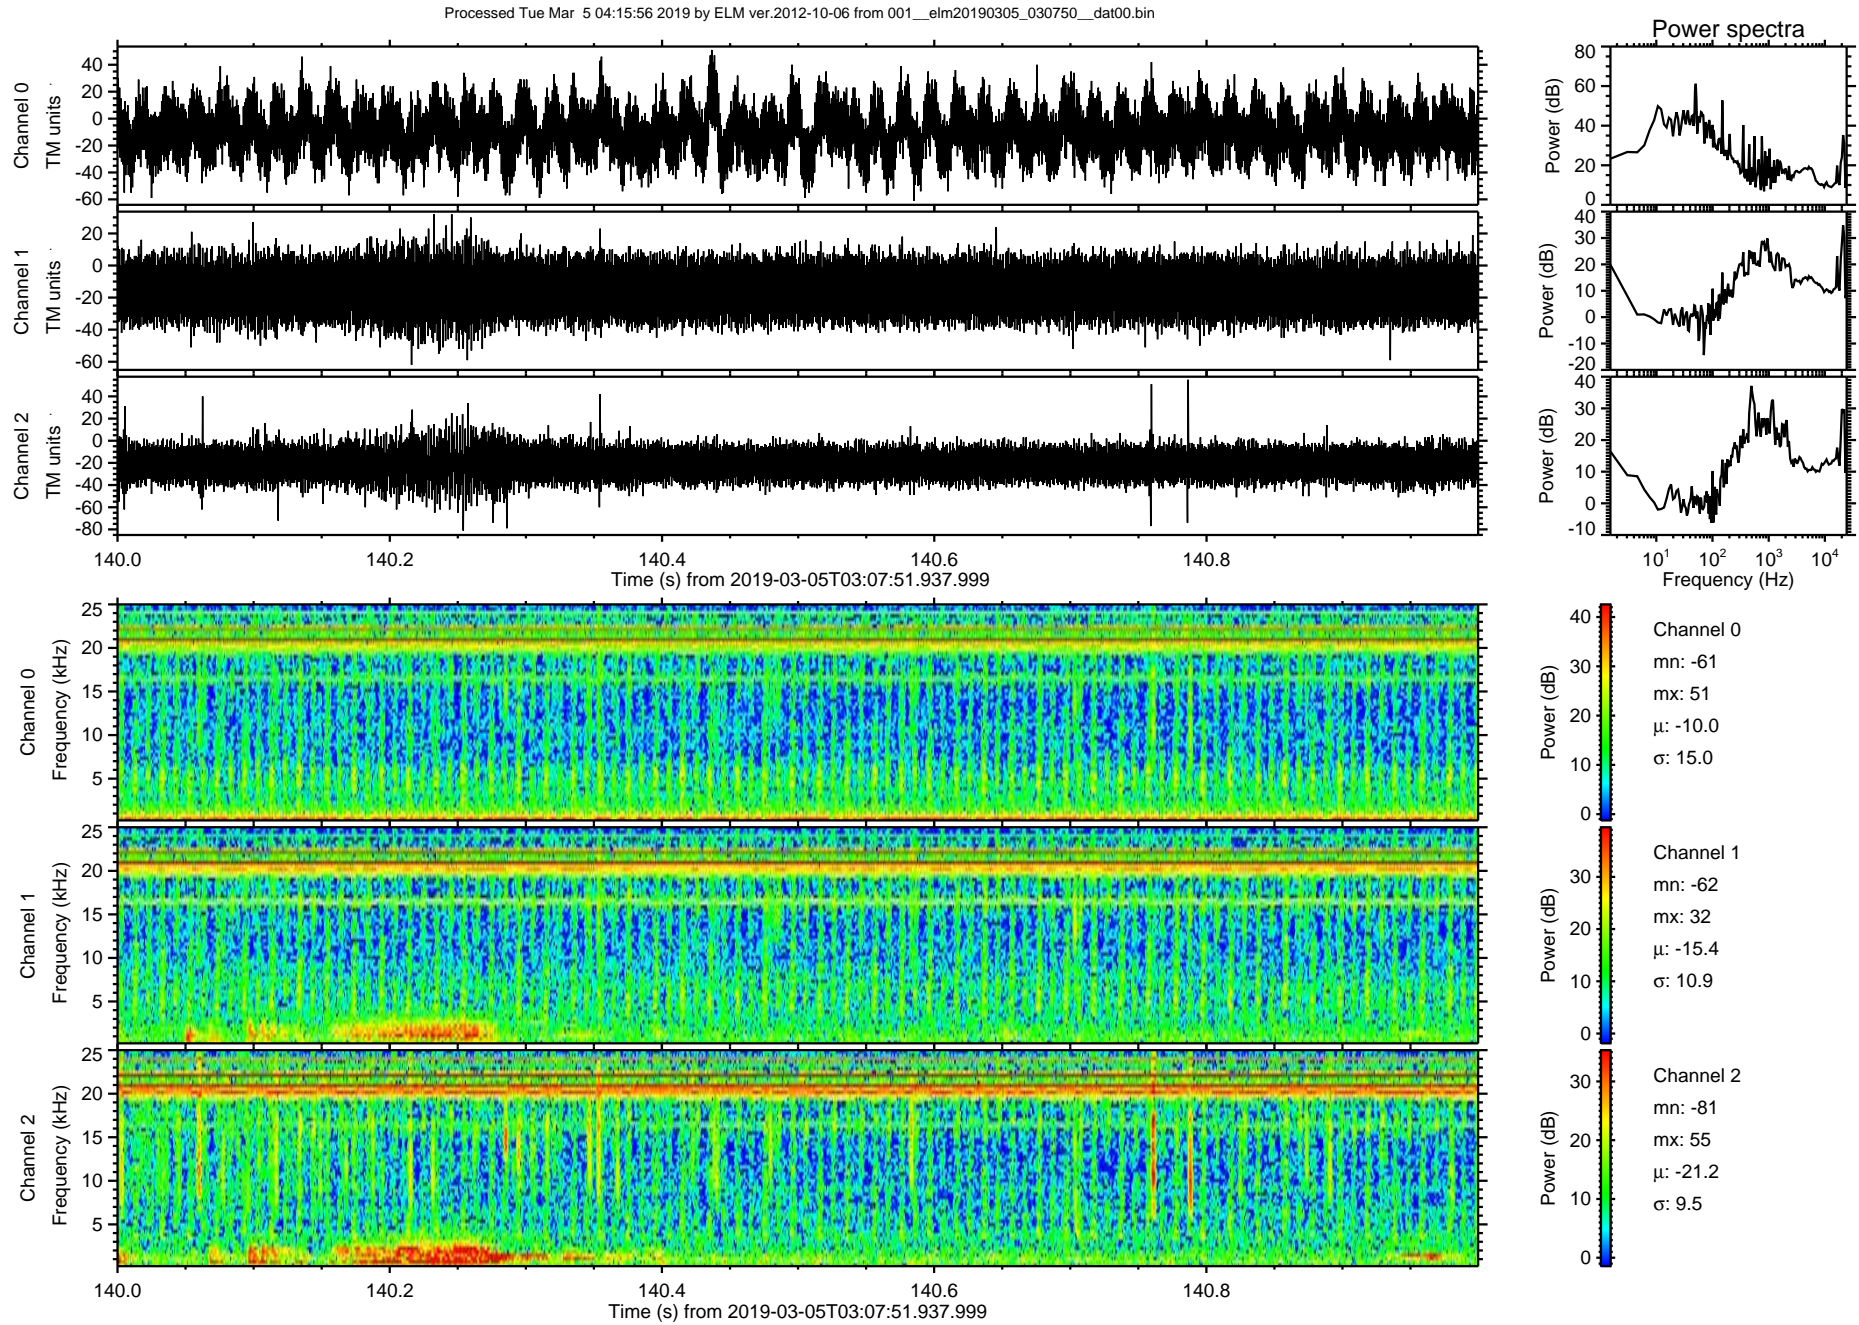 Processed Tue Mar  5 04:15:56 2019 by ELM ver.2012-10-06 from 001__elm20190305_030750__dat00.bin
Power spectra
Channel 0
TM units
40
20
0
-20
-40
-60
Power (dB)
80
60
40
20
0
Channel 1
TM units
20
0
-20
-40
-60
Power (dB)
40
30
20
10
0
-10
-20
Channel 2
TM units
40
20
0
-20
-40
-60
-80
Power (dB)
40
30
20
10
0
-10
140.0 140.2 140.4 140.6 140.8
Time (s) from 2019-03-05T03:07:51.937.999
10¹ 10² 10³ 10⁴
Frequency (Hz)
Channel 0
Frequency (kHz)
25
20
15
10
5
Power (dB)
40
30
20
10
0
Channel 0
mn: -61
mx: 51
μ: -10.0
σ: 15.0
Channel 1
Frequency (kHz)
25
20
15
10
5
Power (dB)
30
20
10
0
Channel 1
mn: -62
mx: 32
μ: -15.4
σ: 10.9
Channel 2
Frequency (kHz)
25
20
15
10
5
Power (dB)
30
20
10
0
Channel 2
mn: -81
mx: 55
μ: -21.2
σ: 9.5
140.0 140.2 140.4 140.6 140.8
Time (s) from 2019-03-05T03:07:51.937.999